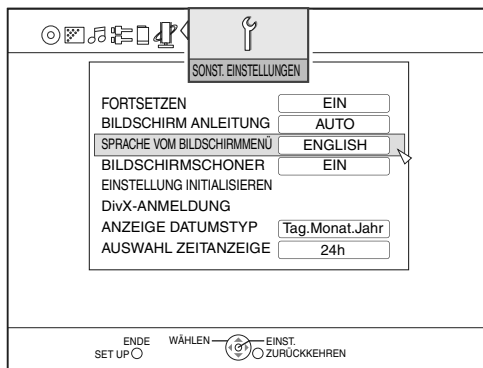 SONST. EINSTELLUNGEN
FORTSETZEN EIN
BILDSCHIRM ANLEITUNG AUTO
SPRACHE VOM BILDSCHIRMMENÜ ENGLISH
BILDSCHIRMSCHONER EIN
EINSTELLUNG INITIALISIEREN
DivX-ANMELDUNG
ANZEIGE DATUMSTYP Tag.Monat.Jahr
AUSWAHL ZEITANZEIGE 24h
ENDE WÄHLEN EINST.
SET UP ZURÜCKKEHREN